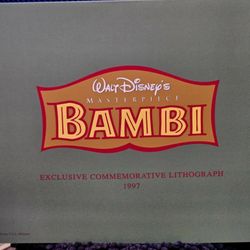 WALT DISNEY'S
MASTERPIECE
BAMBI
EXCLUSIVE COMMEMORATIVE LITHOGRAPH
1997